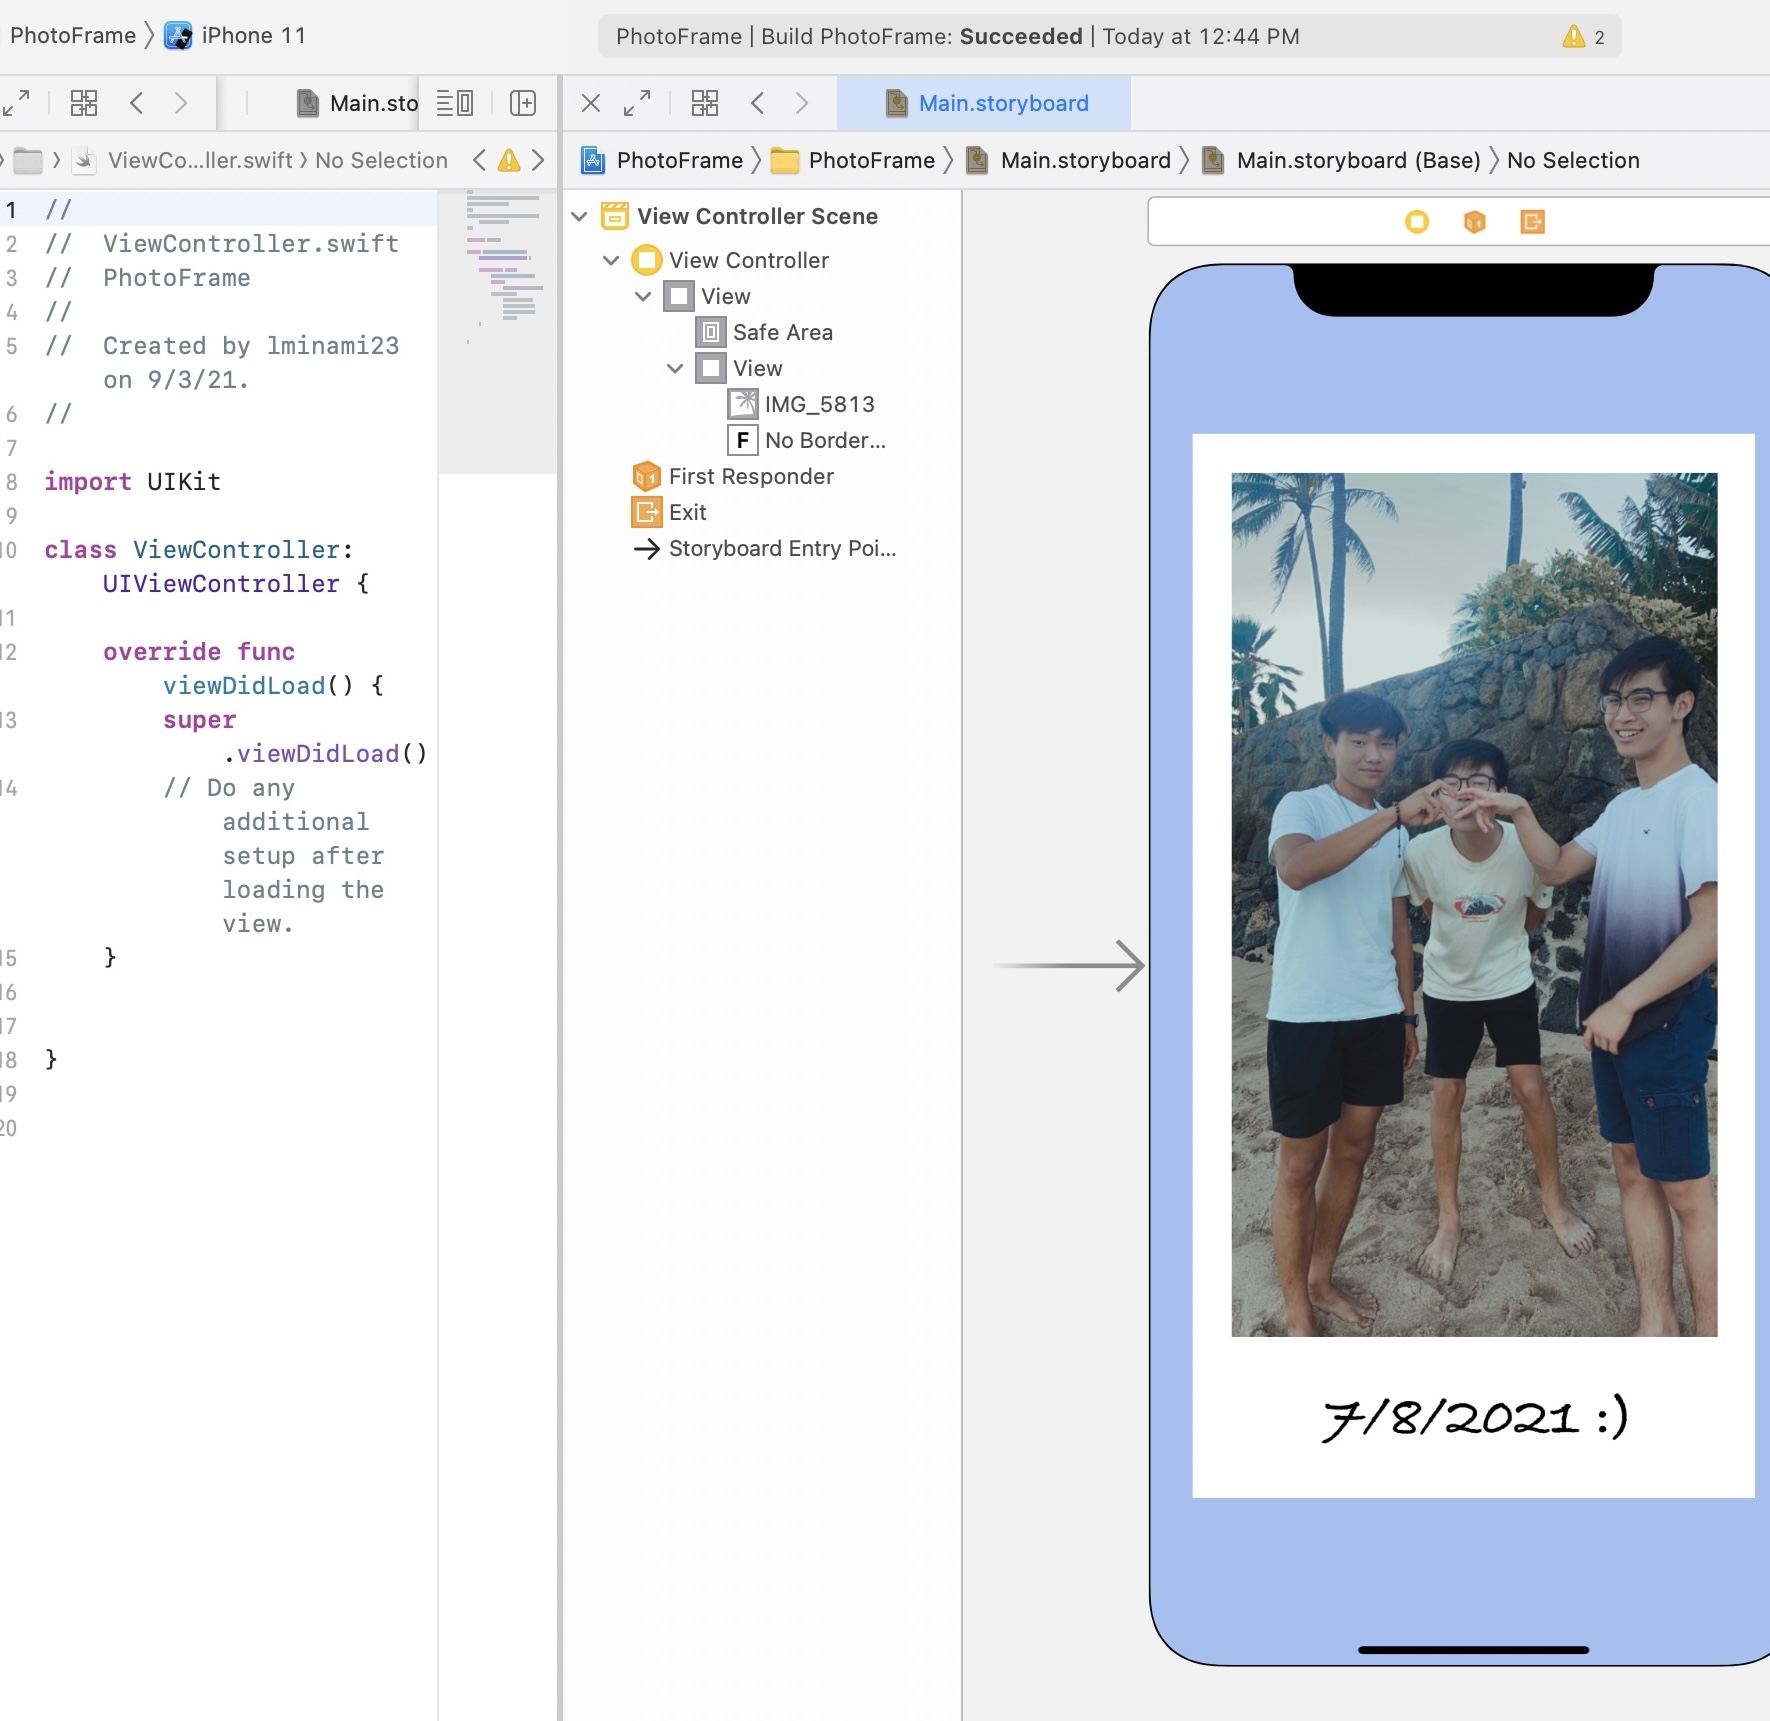 PhotoFrame iPhone 11
PhotoFrame | Build PhotoFrame: Succeeded | Today at 12:44 PM 2
Main.sto
Main.storyboard
ViewCo...ller.swift No Selection
PhotoFrame PhotoFrame Main.storyboard Main.storyboard (Base) No Selection
1 //
2 // ViewController.swift
3 // PhotoFrame
4 //
5 // Created by lminami23
on 9/3/21.
6 //
7
8 import UIKit
9
10 class ViewController:
UIViewController {
11
12 override func
viewDidLoad() {
13 super
.viewDidLoad()
14 // Do any
additional
setup after
loading the
view.
15 }
16
17
18 }
19
20
View Controller Scene
View Controller
View
Safe Area
View
IMG_5813
F No Border...
First Responder
Exit
Storyboard Entry Poi...
7/8/2021 :)